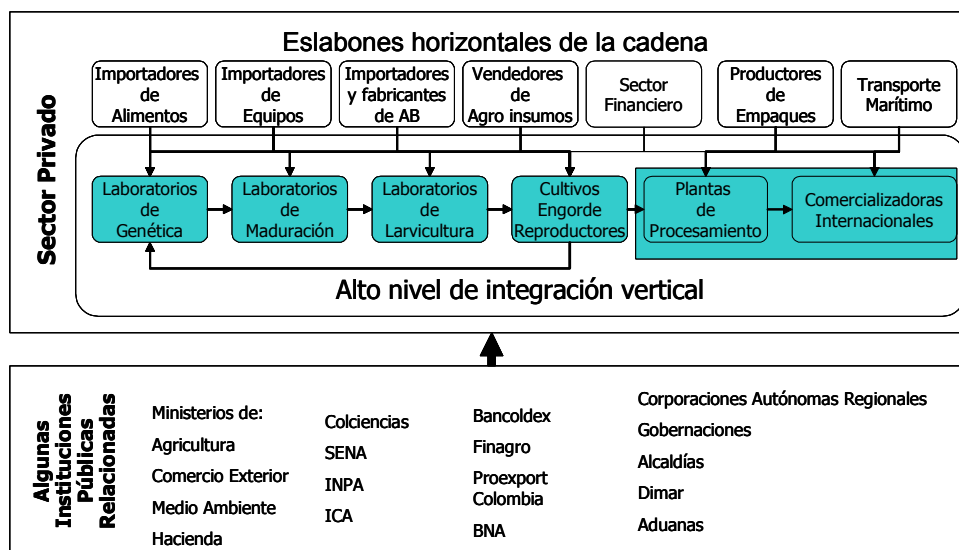 Eslabones horizontales de la cadena
Sector Privado
Importadores
de
Alimentos
Importadores
de
Equipos
Importadores
y fabricantes
de AB
Vendedores
de
Agro insumos
Sector
Financiero
Productores
de
Empaques
Transporte
Marítimo
Laboratorios
de
Genética
Laboratorios
de
Maduración
Laboratorios
de
Larvicultura
Cultivos
Engorde
Reproductores
Plantas
de
Procesamiento
Comercializadoras
Internacionales
Alto nivel de integración vertical
Algunas
Instituciones
Públicas
Relacionadas
Ministerios de:
Agricultura
Comercio Exterior
Medio Ambiente
Hacienda
Colciencias
SENA
INPA
ICA
Bancoldex
Finagro
Proexport
Colombia
BNA
Corporaciones Autónomas Regionales
Gobernaciones
Alcaldías
Dimar
Aduanas